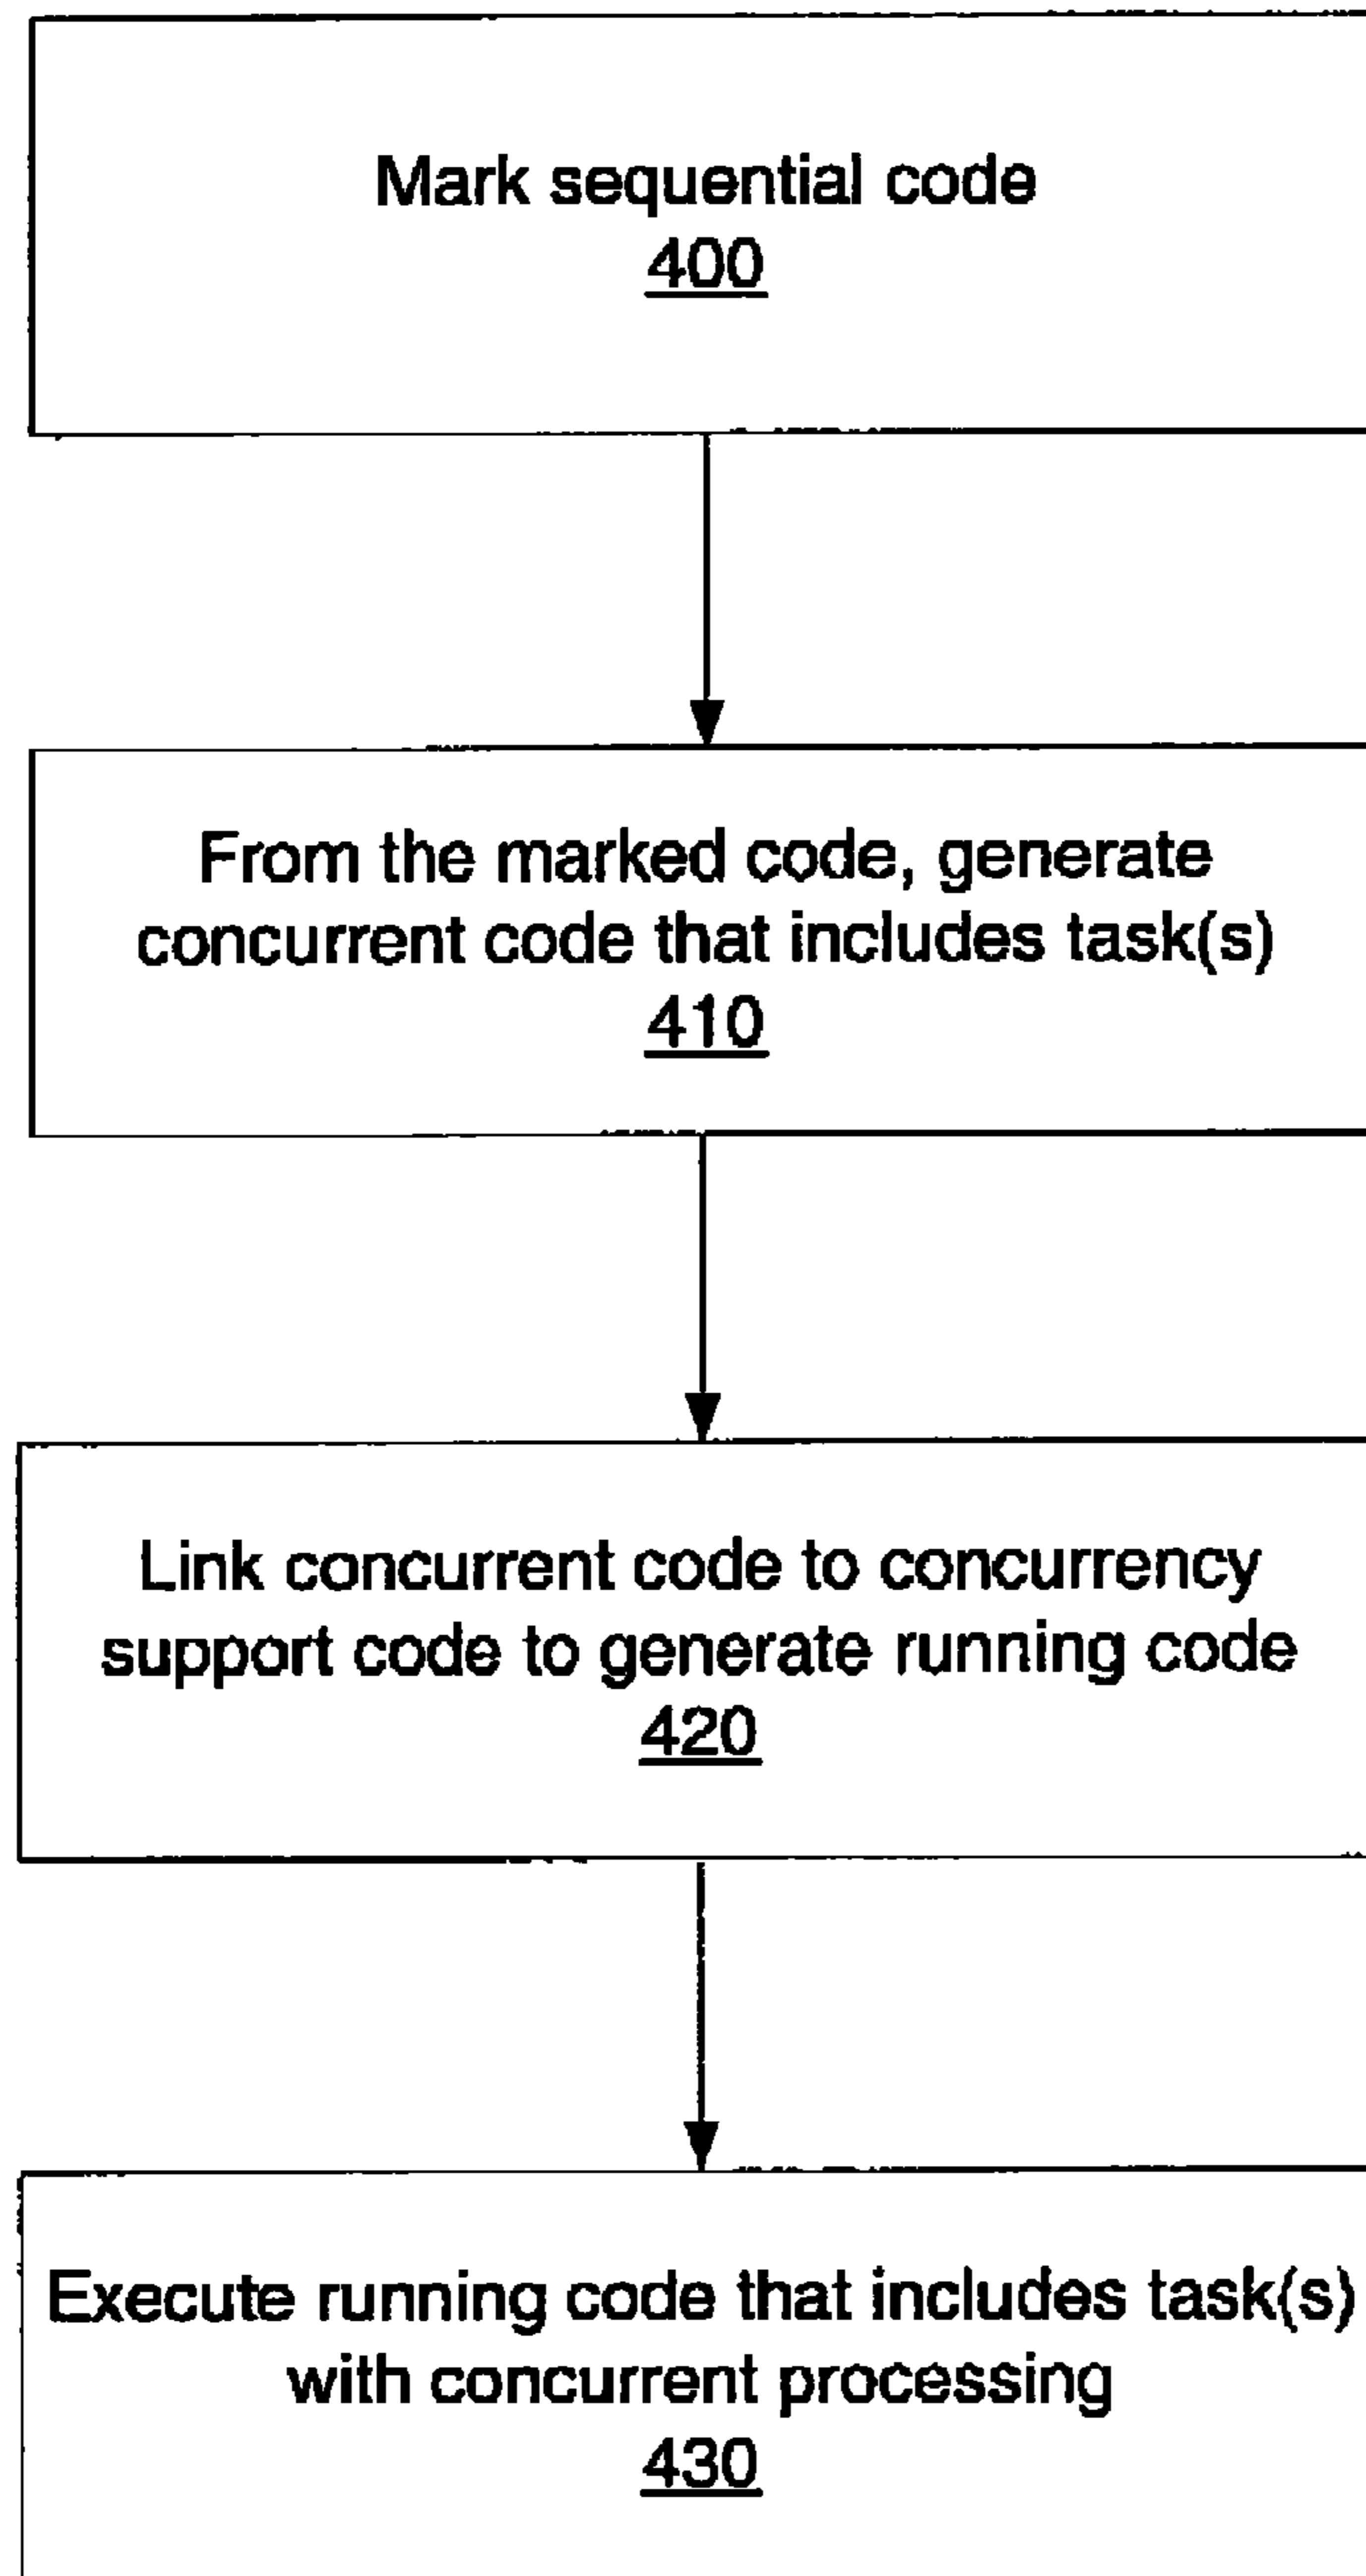 Mark sequential code
400
From the marked code, generate
concurrent code that includes task(s)
410
Link concurrent code to concurrency
support code to generate running code
420
Execute running code that includes task(s)
with concurrent processing
430